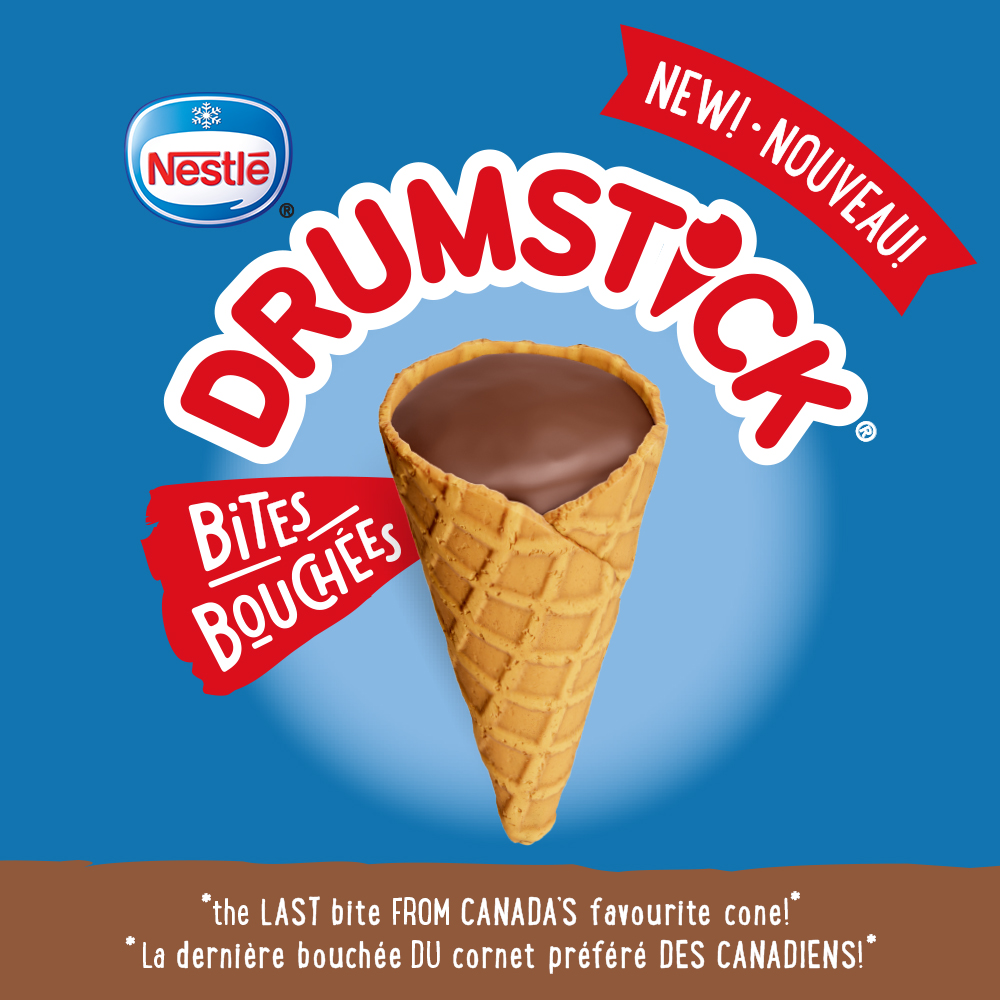 NEW! · NOUVEAU!
Nestlé
®
DRUMSTiCK
®
BiTES
BOUCHÉES
*the LAST bite FROM CANADA'S favourite cone!*
*La dernière bouchée DU cornet préféré DES CANADIENS!*